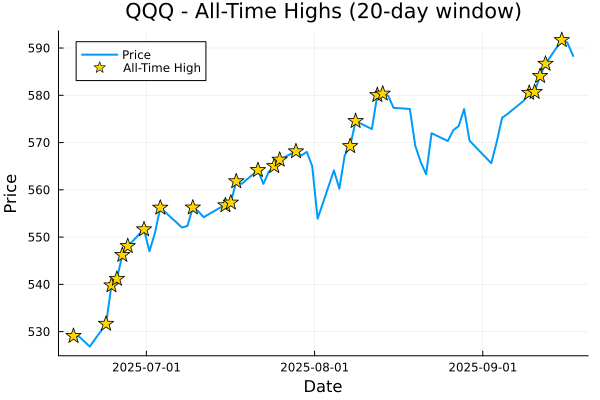 QQQ - All-Time Highs (20-day window)
Price
All-Time High
590
580
570
560
550
540
530
Price
2025-07-01
2025-08-01
2025-09-01
Date